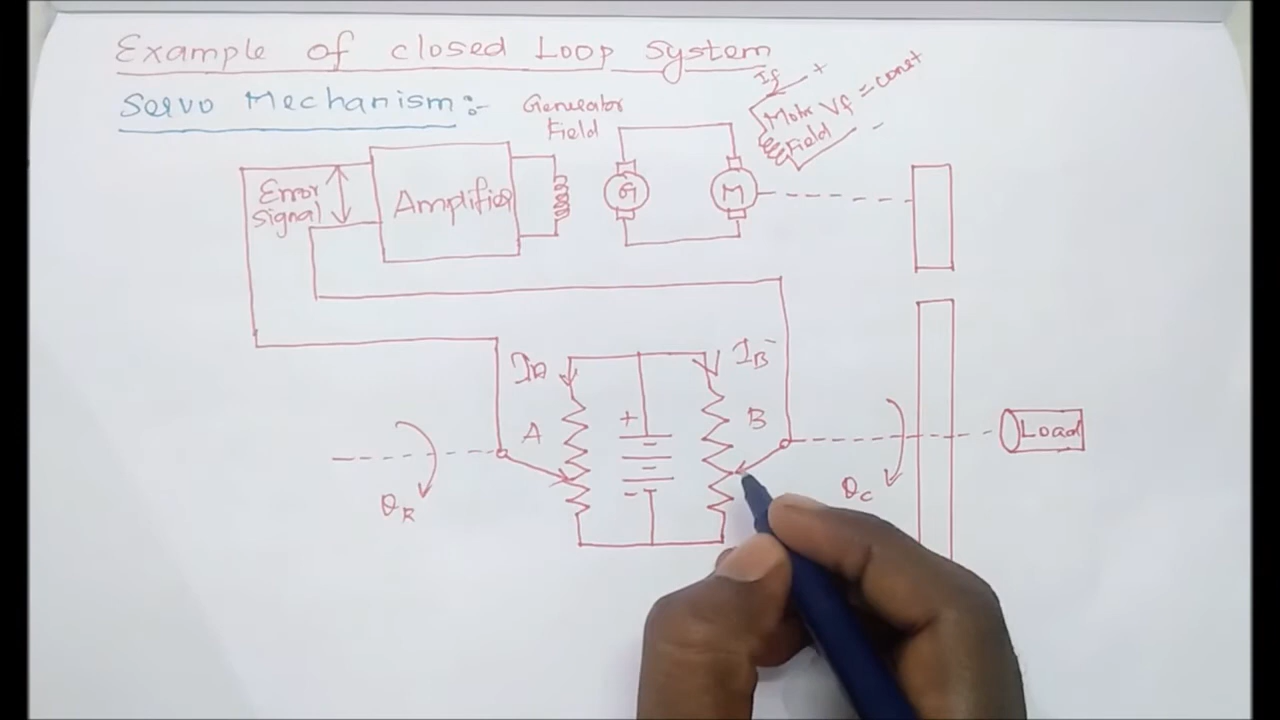 Example of closed Loop system
Servo Mechanism:-
Generator
Field
If
+
Motor Vf = const
Field
-
Error
signal
Amplifier
G
M
IA
IB
+
A
B
-
θR
θC
Load